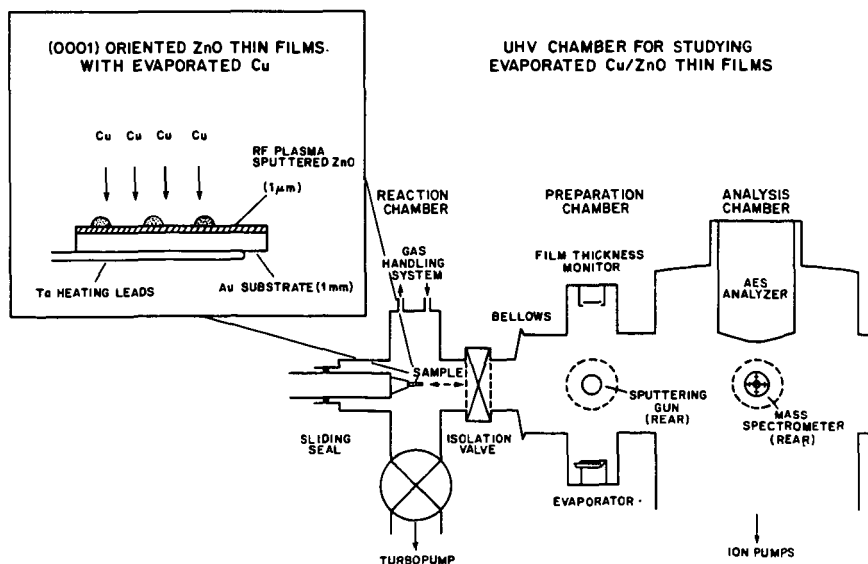 (0001) ORIENTED ZnO THIN FILMS.
WITH EVAPORATED Cu
Cu Cu Cu Cu
RF PLASMA
SPUTTERED ZnO
(1μm)
Ta HEATING LEADS
Au SUBSTRATE (1mm)
UHV CHAMBER FOR STUDYING
EVAPORATED Cu/ZnO THIN FILMS
REACTION
CHAMBER
GAS
HANDLING
SYSTEM
PREPARATION
CHAMBER
FILM THICKNESS
MONITOR
ANALYSIS
CHAMBER
AES
ANALYZER
BELLOWS
SAMPLE
SPUTTERING
GUN
(REAR)
MASS
SPECTROMETER
(REAR)
SLIDING
SEAL
ISOLATION
VALVE
EVAPORATOR
TURBOPUMP
ION PUMPS